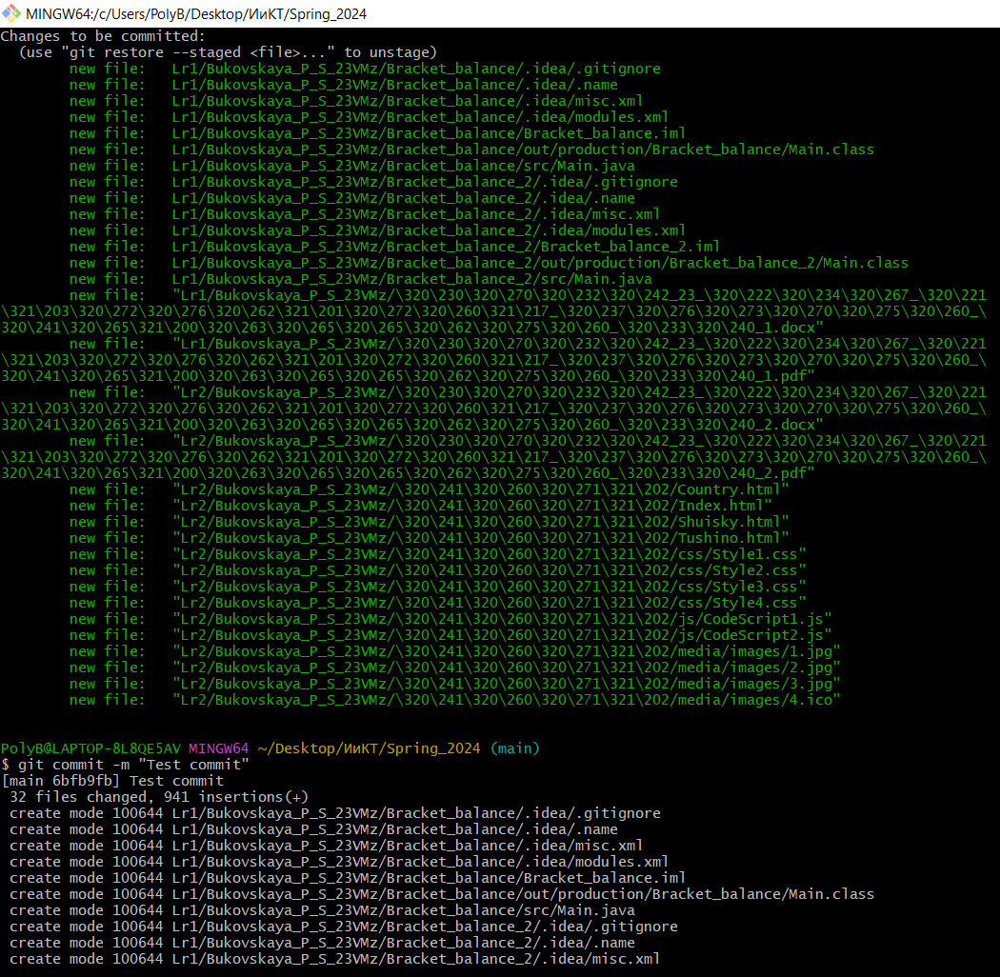 MINGW64:/c/Users/PolyB/Desktop/ИиКТ/Spring_2024
Changes to be committed:
  (use "git restore --staged <file>..." to unstage)
        new file:   Lr1/Bukovskaya_P_S_23VMz/Bracket_balance/.idea/.gitignore
        new file:   Lr1/Bukovskaya_P_S_23VMz/Bracket_balance/.idea/.name
        new file:   Lr1/Bukovskaya_P_S_23VMz/Bracket_balance/.idea/misc.xml
        new file:   Lr1/Bukovskaya_P_S_23VMz/Bracket_balance/.idea/modules.xml
        new file:   Lr1/Bukovskaya_P_S_23VMz/Bracket_balance/Bracket_balance.iml
        new file:   Lr1/Bukovskaya_P_S_23VMz/Bracket_balance/out/production/Bracket_balance/Main.class
        new file:   Lr1/Bukovskaya_P_S_23VMz/Bracket_balance/src/Main.java
        new file:   Lr1/Bukovskaya_P_S_23VMz/Bracket_balance_2/.idea/.gitignore
        new file:   Lr1/Bukovskaya_P_S_23VMz/Bracket_balance_2/.idea/.name
        new file:   Lr1/Bukovskaya_P_S_23VMz/Bracket_balance_2/.idea/misc.xml
        new file:   Lr1/Bukovskaya_P_S_23VMz/Bracket_balance_2/.idea/modules.xml
        new file:   Lr1/Bukovskaya_P_S_23VMz/Bracket_balance_2/Bracket_balance_2.iml
        new file:   Lr1/Bukovskaya_P_S_23VMz/Bracket_balance_2/out/production/Bracket_balance_2/Main.class
        new file:   Lr1/Bukovskaya_P_S_23VMz/Bracket_balance_2/src/Main.java
        new file:   "Lr1/Bukovskaya_P_S_23VMz/\320\230\320\270\320\232\320\242_23_\320\222\320\234\320\267_\320\221
\321\203\320\272\320\276\320\262\321\201\320\272\320\260\321\217_\320\237\320\276\320\273\320\270\320\275\320\260_\
320\241\320\265\321\200\320\263\320\265\320\265\320\262\320\275\320\260_\320\233\320\240_1.docx"
        new file:   "Lr1/Bukovskaya_P_S_23VMz/\320\230\320\270\320\232\320\242_23_\320\222\320\234\320\267_\320\221
\321\203\320\272\320\276\320\262\321\201\320\272\320\260\321\217_\320\237\320\276\320\273\320\270\320\275\320\260_\
320\241\320\265\321\200\320\263\320\265\320\265\320\262\320\275\320\260_\320\233\320\240_1.pdf"
        new file:   "Lr2/Bukovskaya_P_S_23VMz/\320\230\320\270\320\232\320\242_23_\320\222\320\234\320\267_\320\221
\321\203\320\272\320\276\320\262\321\201\320\272\320\260\321\217_\320\237\320\276\320\273\320\270\320\275\320\260_\
320\241\320\265\321\200\320\263\320\265\320\265\320\262\320\275\320\260_\320\233\320\240_2.docx"
        new file:   "Lr2/Bukovskaya_P_S_23VMz/\320\230\320\270\320\232\320\242_23_\320\222\320\234\320\267_\320\221
\321\203\320\272\320\276\320\262\321\201\320\272\320\260\321\217_\320\237\320\276\320\273\320\270\320\275\320\260_\
320\241\320\265\321\200\320\263\320\265\320\265\320\262\320\275\320\260_\320\233\320\240_2.pdf"
        new file:   "Lr2/Bukovskaya_P_S_23VMz/\320\241\320\260\320\271\321\202/Country.html"
        new file:   "Lr2/Bukovskaya_P_S_23VMz/\320\241\320\260\320\271\321\202/Index.html"
        new file:   "Lr2/Bukovskaya_P_S_23VMz/\320\241\320\260\320\271\321\202/Shuisky.html"
        new file:   "Lr2/Bukovskaya_P_S_23VMz/\320\241\320\260\320\271\321\202/Tushino.html"
        new file:   "Lr2/Bukovskaya_P_S_23VMz/\320\241\320\260\320\271\321\202/css/Style1.css"
        new file:   "Lr2/Bukovskaya_P_S_23VMz/\320\241\320\260\320\271\321\202/css/Style2.css"
        new file:   "Lr2/Bukovskaya_P_S_23VMz/\320\241\320\260\320\271\321\202/css/Style3.css"
        new file:   "Lr2/Bukovskaya_P_S_23VMz/\320\241\320\260\320\271\321\202/css/Style4.css"
        new file:   "Lr2/Bukovskaya_P_S_23VMz/\320\241\320\260\320\271\321\202/js/CodeScript1.js"
        new file:   "Lr2/Bukovskaya_P_S_23VMz/\320\241\320\260\320\271\321\202/js/CodeScript2.js"
        new file:   "Lr2/Bukovskaya_P_S_23VMz/\320\241\320\260\320\271\321\202/media/images/1.jpg"
        new file:   "Lr2/Bukovskaya_P_S_23VMz/\320\241\320\260\320\271\321\202/media/images/2.jpg"
        new file:   "Lr2/Bukovskaya_P_S_23VMz/\320\241\320\260\320\271\321\202/media/images/3.jpg"
        new file:   "Lr2/Bukovskaya_P_S_23VMz/\320\241\320\260\320\271\321\202/media/images/4.ico"
PolyB@LAPTOP-8L8QE5AV MINGW64 ~/Desktop/ИиКТ/Spring_2024 (main)
$ git commit -m "Test commit"
[main 6bfb9fb] Test commit
 32 files changed, 941 insertions(+)
 create mode 100644 Lr1/Bukovskaya_P_S_23VMz/Bracket_balance/.idea/.gitignore
 create mode 100644 Lr1/Bukovskaya_P_S_23VMz/Bracket_balance/.idea/.name
 create mode 100644 Lr1/Bukovskaya_P_S_23VMz/Bracket_balance/.idea/misc.xml
 create mode 100644 Lr1/Bukovskaya_P_S_23VMz/Bracket_balance/.idea/modules.xml
 create mode 100644 Lr1/Bukovskaya_P_S_23VMz/Bracket_balance/Bracket_balance.iml
 create mode 100644 Lr1/Bukovskaya_P_S_23VMz/Bracket_balance/out/production/Bracket_balance/Main.class
 create mode 100644 Lr1/Bukovskaya_P_S_23VMz/Bracket_balance/src/Main.java
 create mode 100644 Lr1/Bukovskaya_P_S_23VMz/Bracket_balance_2/.idea/.gitignore
 create mode 100644 Lr1/Bukovskaya_P_S_23VMz/Bracket_balance_2/.idea/.name
 create mode 100644 Lr1/Bukovskaya_P_S_23VMz/Bracket_balance_2/.idea/misc.xml